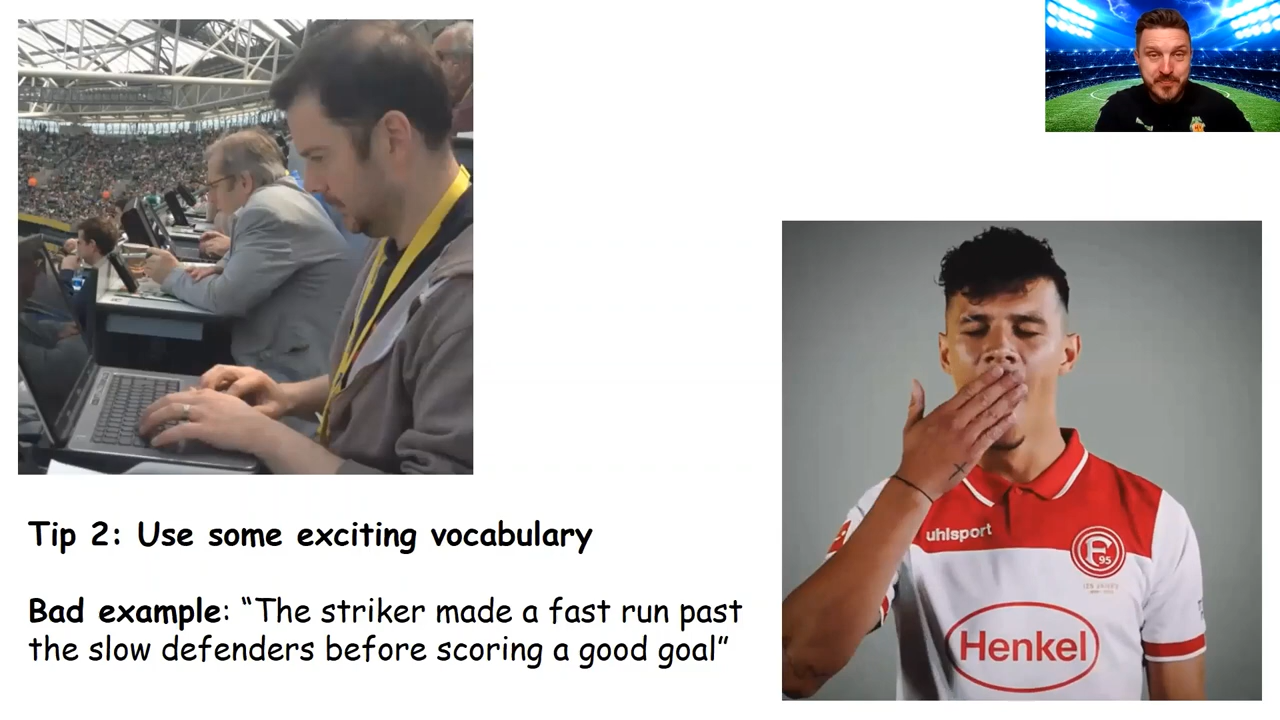 Tip 2: Use some exciting vocabulary
Bad example: “The striker made a fast run past
the slow defenders before scoring a good goal”
uhlsport
F
95
Henkel